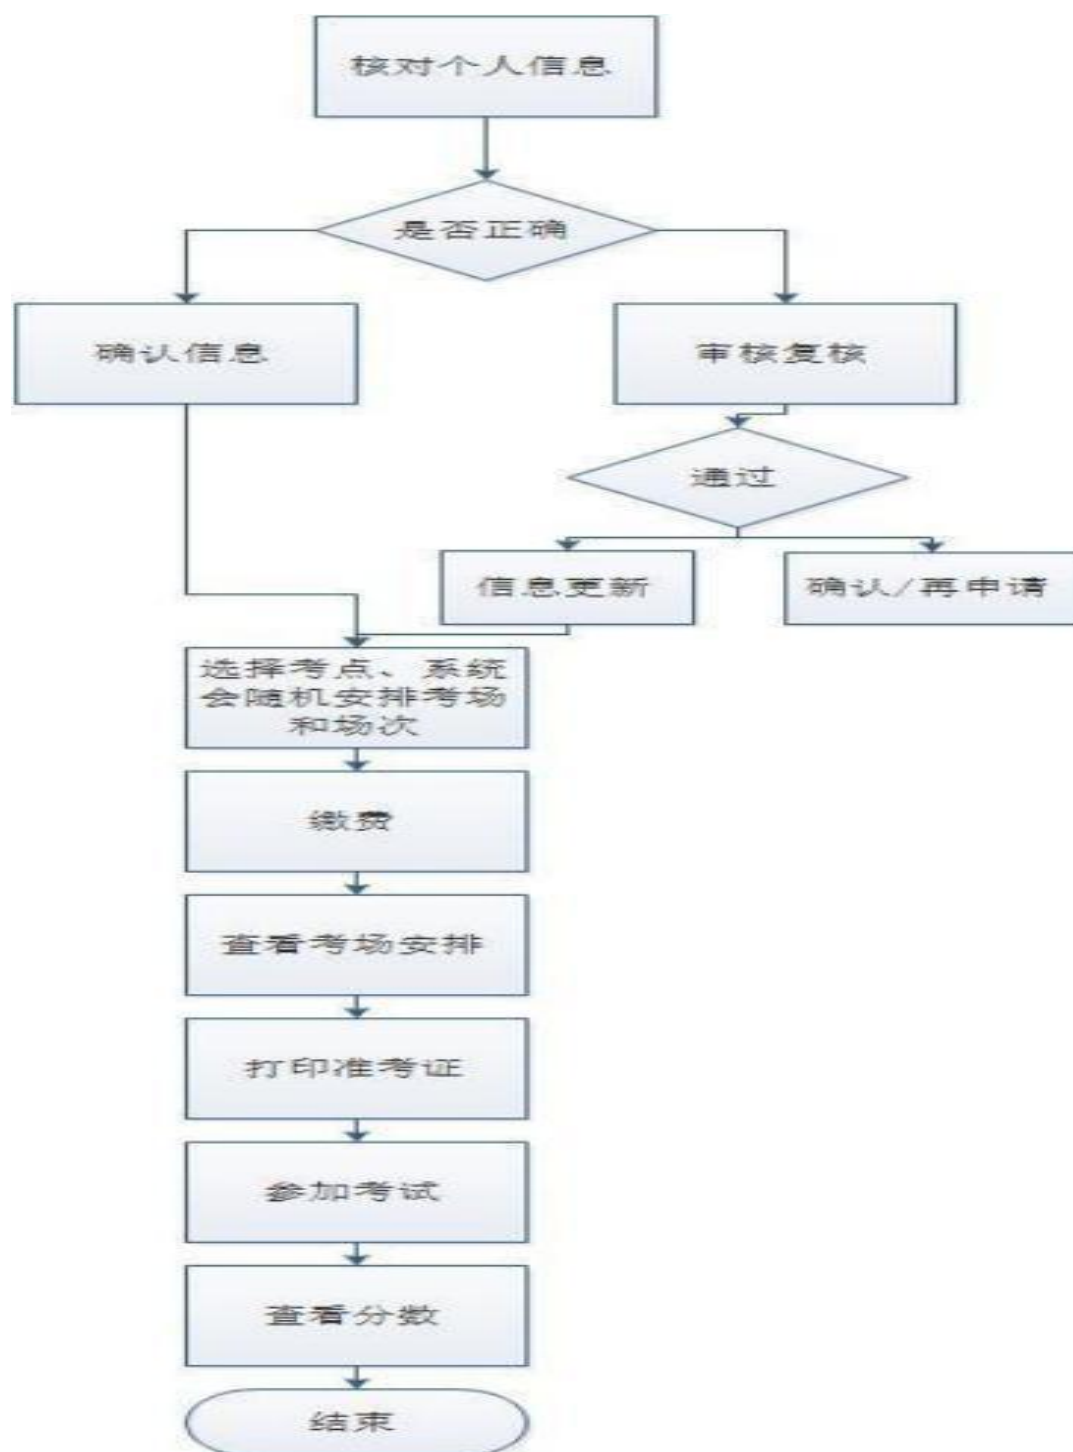 核对个人信息
是否正确
确认信息
审核复核
通过
信息更新
确认/再申请
选择考点、系统
会随机安排考场
和场次
缴费
查看考场安排
打印准考证
参加考试
查看分数
结束